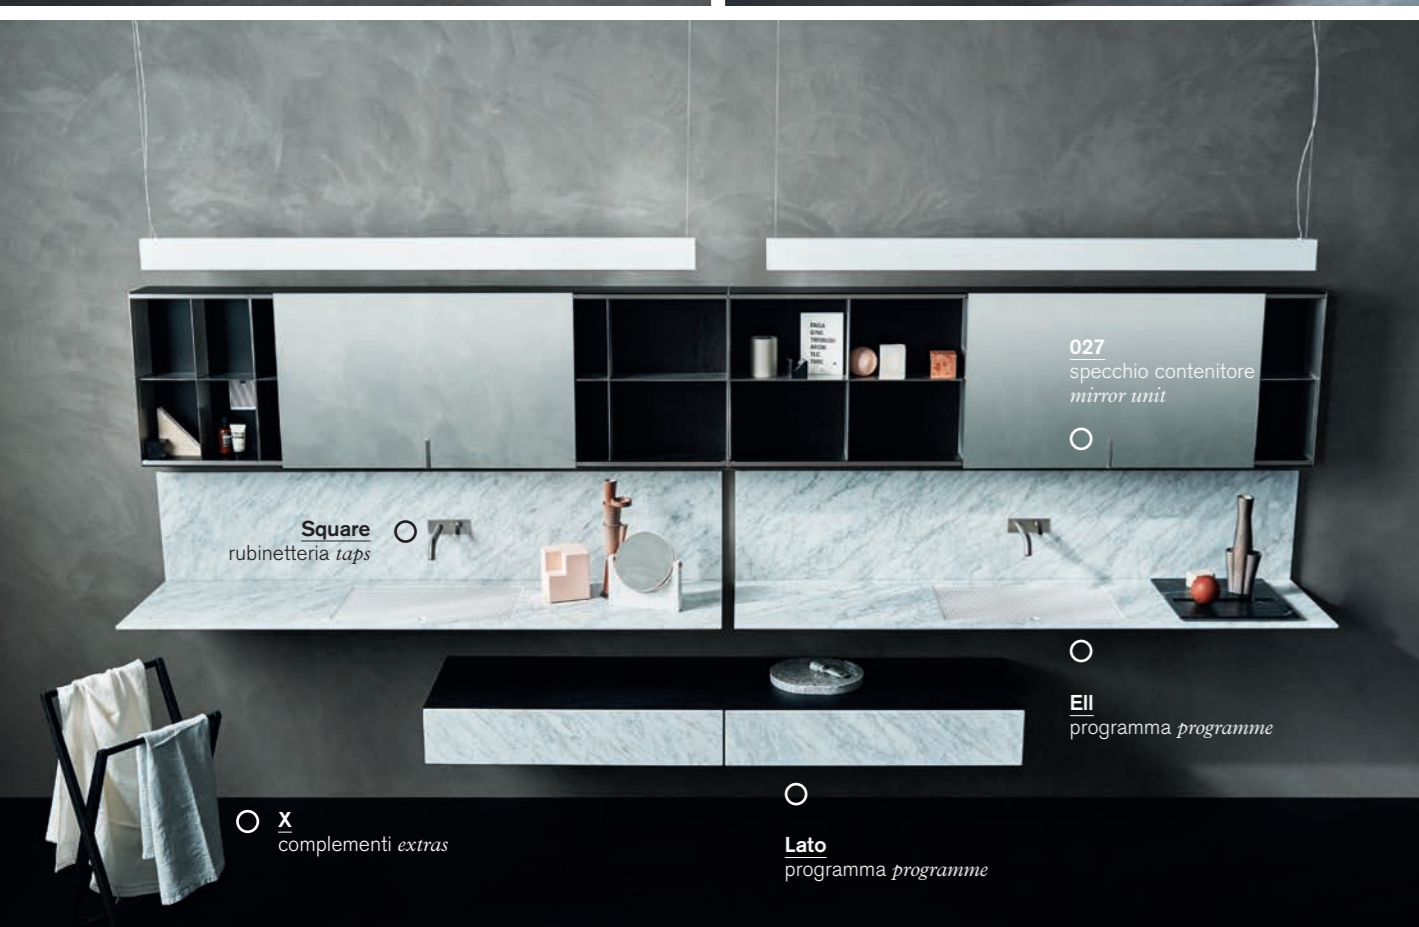 027
specchio contenitore
mirror unit
Square
rubinetteria taps
Ell
programma programme
X
complementi extras
Lato
programma programme